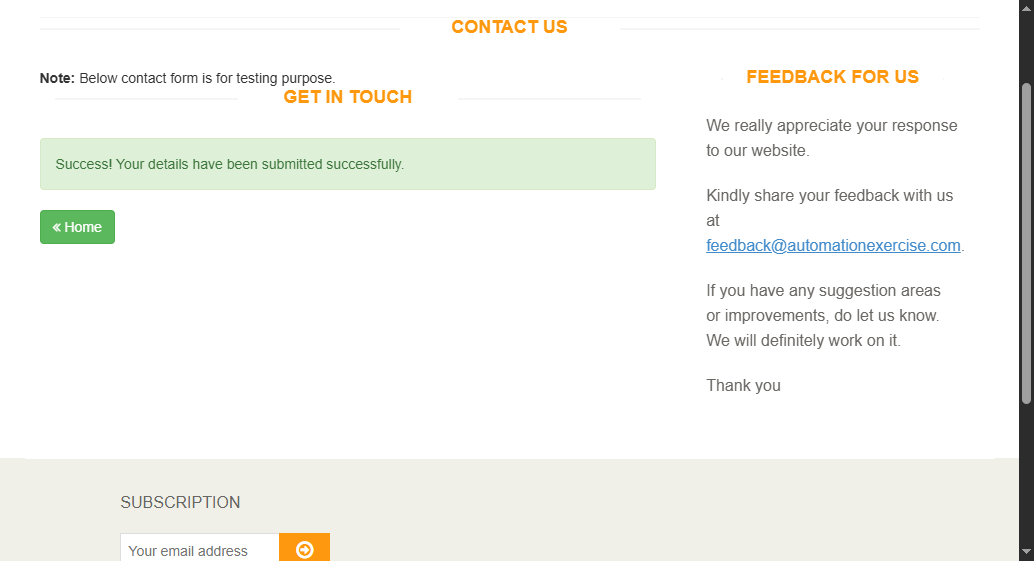 CONTACT US
Note: Below contact form is for testing purpose.
GET IN TOUCH
Success! Your details have been submitted successfully.
« Home
FEEDBACK FOR US
We really appreciate your response
to our website.
Kindly share your feedback with us
at
feedback@automationexercise.com.
If you have any suggestion areas
or improvements, do let us know.
We will definitely work on it.
Thank you
SUBSCRIPTION
Your email address